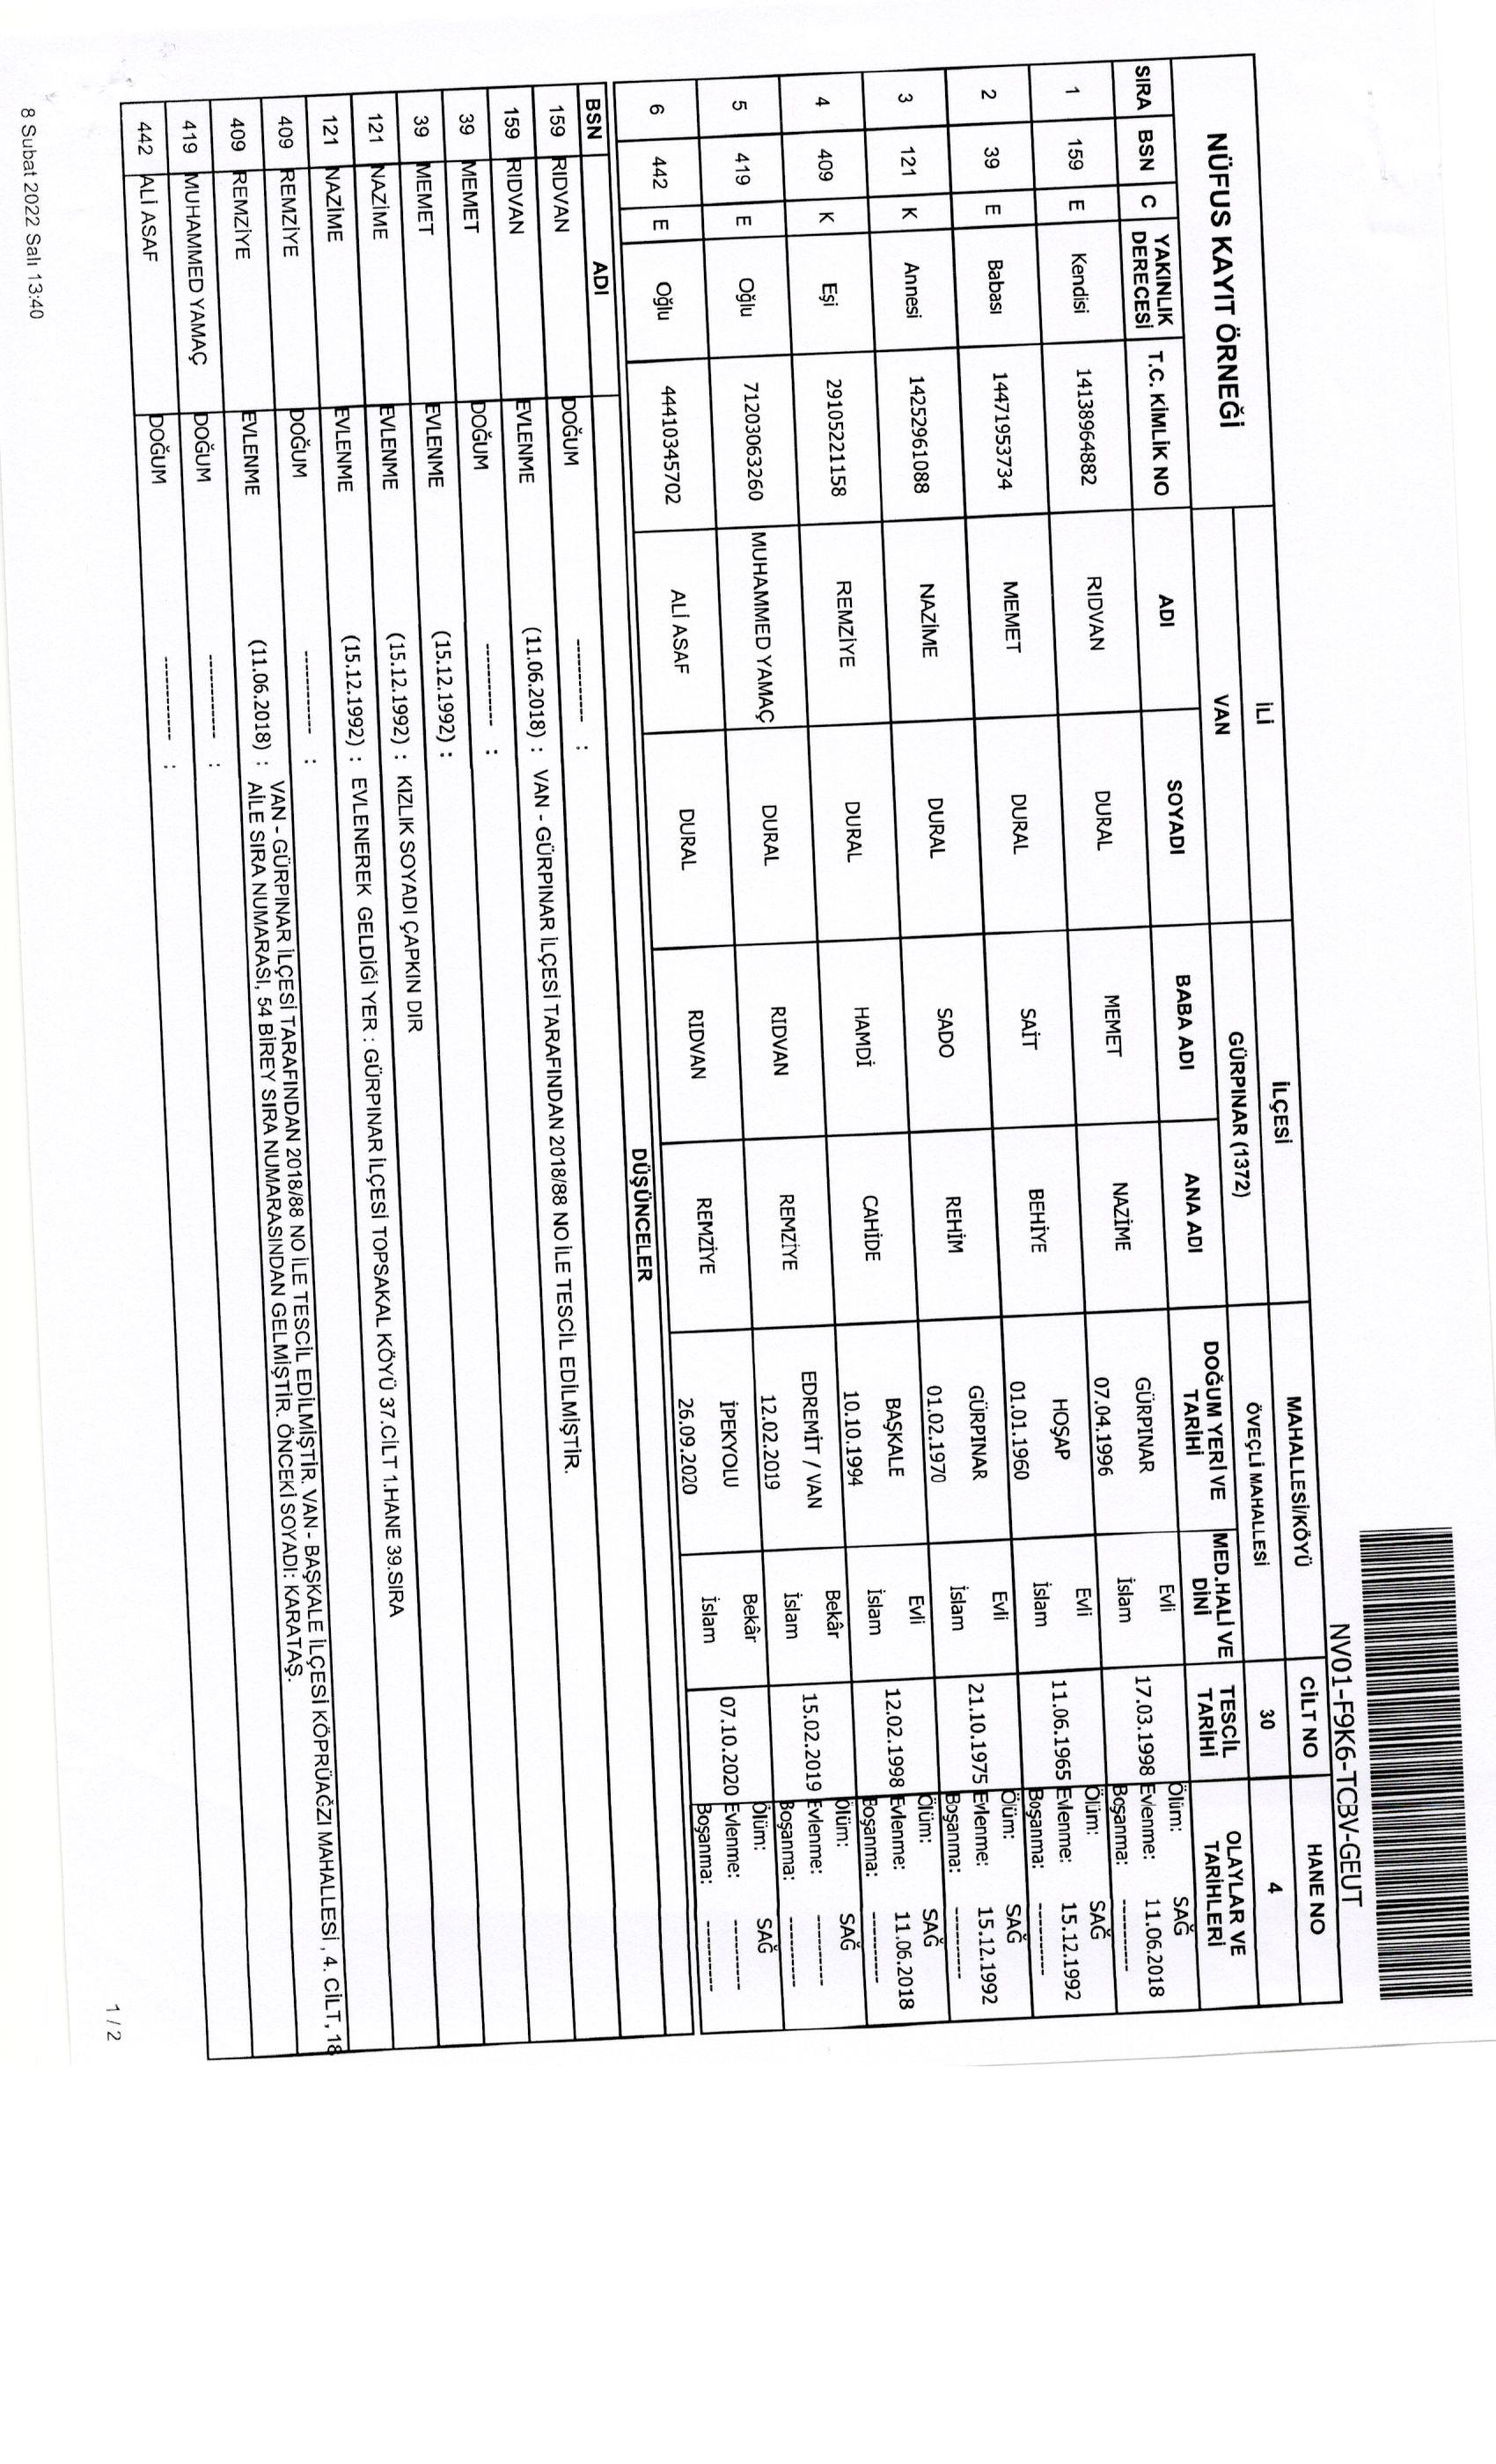 NV01-F9K6-TCBV-GEUT
NÜFUS KAYIT ÖRNEĞİ
İLİ İLÇESİ MAHALLESİ/KÖYÜ CİLT NO HANE NO
VAN GÜRPINAR (1372) ÖVEÇLİ MAHALLESİ 30 4
SIRA BSN C YAKINLIK DERECESİ T.C. KİMLİK NO ADI SOYADI BABA ADI ANA ADI DOĞUM YERİ VE TARİHİ MED.HALİ VE DİNİ TESCİL TARİHİ OLAYLAR VE TARİHLERİ
1 159 E Kendisi 14138964882 RIDVAN DURAL MEMET NAZİME GÜRPINAR 07.04.1996 Evli İslam 17.03.1998 Ölüm: SAĞ Evlenme: 11.06.2018 Boşanma: ----------
2 39 E Babası 14471953734 MEMET DURAL SAİT BEHİYE HOŞAP 01.01.1960 Evli İslam 11.06.1965 Ölüm: SAĞ Evlenme: 15.12.1992 Boşanma: ----------
3 121 K Annesi 14252961088 NAZİME DURAL SADO REHİM GÜRPINAR 01.02.1970 Evli İslam 21.10.1975 Ölüm: SAĞ Evlenme: 15.12.1992 Boşanma: ----------
4 409 K Eşi 29105221158 REMZİYE DURAL HAMDİ CAHİDE BAŞKALE 10.10.1994 Evli İslam 12.02.1998 Ölüm: SAĞ Evlenme: 11.06.2018 Boşanma: ----------
5 419 E Oğlu 71203063260 MUHAMMED YAMAÇ DURAL RIDVAN REMZİYE EDREMİT / VAN 12.02.2019 Bekâr İslam 15.02.2019 Ölüm: SAĞ Evlenme: ---------- Boşanma: ----------
6 442 E Oğlu 44410345702 ALİ ASAF DURAL RIDVAN REMZİYE İPEKYOLU 26.09.2020 Bekâr İslam 07.10.2020 Ölüm: SAĞ Evlenme: ---------- Boşanma: ----------
BSN ADI DÜŞÜNCELER
159 RIDVAN DOĞUM ---------- :
159 RIDVAN EVLENME (11.06.2018) : VAN - GÜRPINAR İLÇESİ TARAFINDAN 2018/88 NO İLE TESCİL EDİLMİŞTİR.
39 MEMET DOĞUM ---------- :
39 MEMET EVLENME (15.12.1992) :
121 NAZİME EVLENME (15.12.1992) : KIZLIK SOYADI ÇAPKIN DIR
121 NAZİME EVLENME (15.12.1992) : EVLENEREK GELDİĞİ YER : GÜRPINAR İLÇESİ TOPSAKAL KÖYÜ 37.CİLT 1.HANE 39.SIRA
409 REMZİYE DOĞUM ---------- :
409 REMZİYE EVLENME (11.06.2018) : VAN - GÜRPINAR İLÇESİ TARAFINDAN 2018/88 NO İLE TESCİL EDİLMİŞTİR. VAN - BAŞKALE İLÇESİ KÖPRÜAĞZI MAHALLESİ , 4. CİLT, 18
AİLE SIRA NUMARASI, 54 BİREY SIRA NUMARASINDAN GELMİŞTİR. ÖNCEKİ SOYADI: KARATAŞ.
419 MUHAMMED YAMAÇ DOĞUM ---------- :
442 ALİ ASAF DOĞUM ---------- :
8 Subat 2022 Salı 13:40
1 / 2